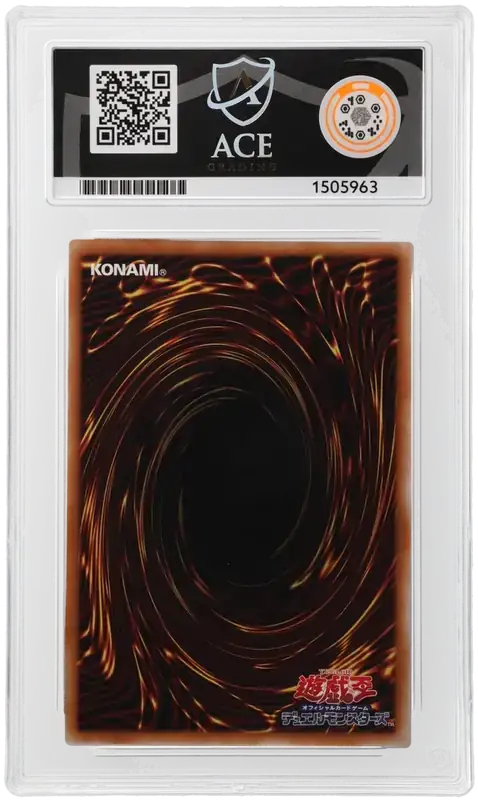 ACE
GRADING
1505963
KONAMI®
遊戯王
オフィシャルカードゲーム
デュエルモンスターズ